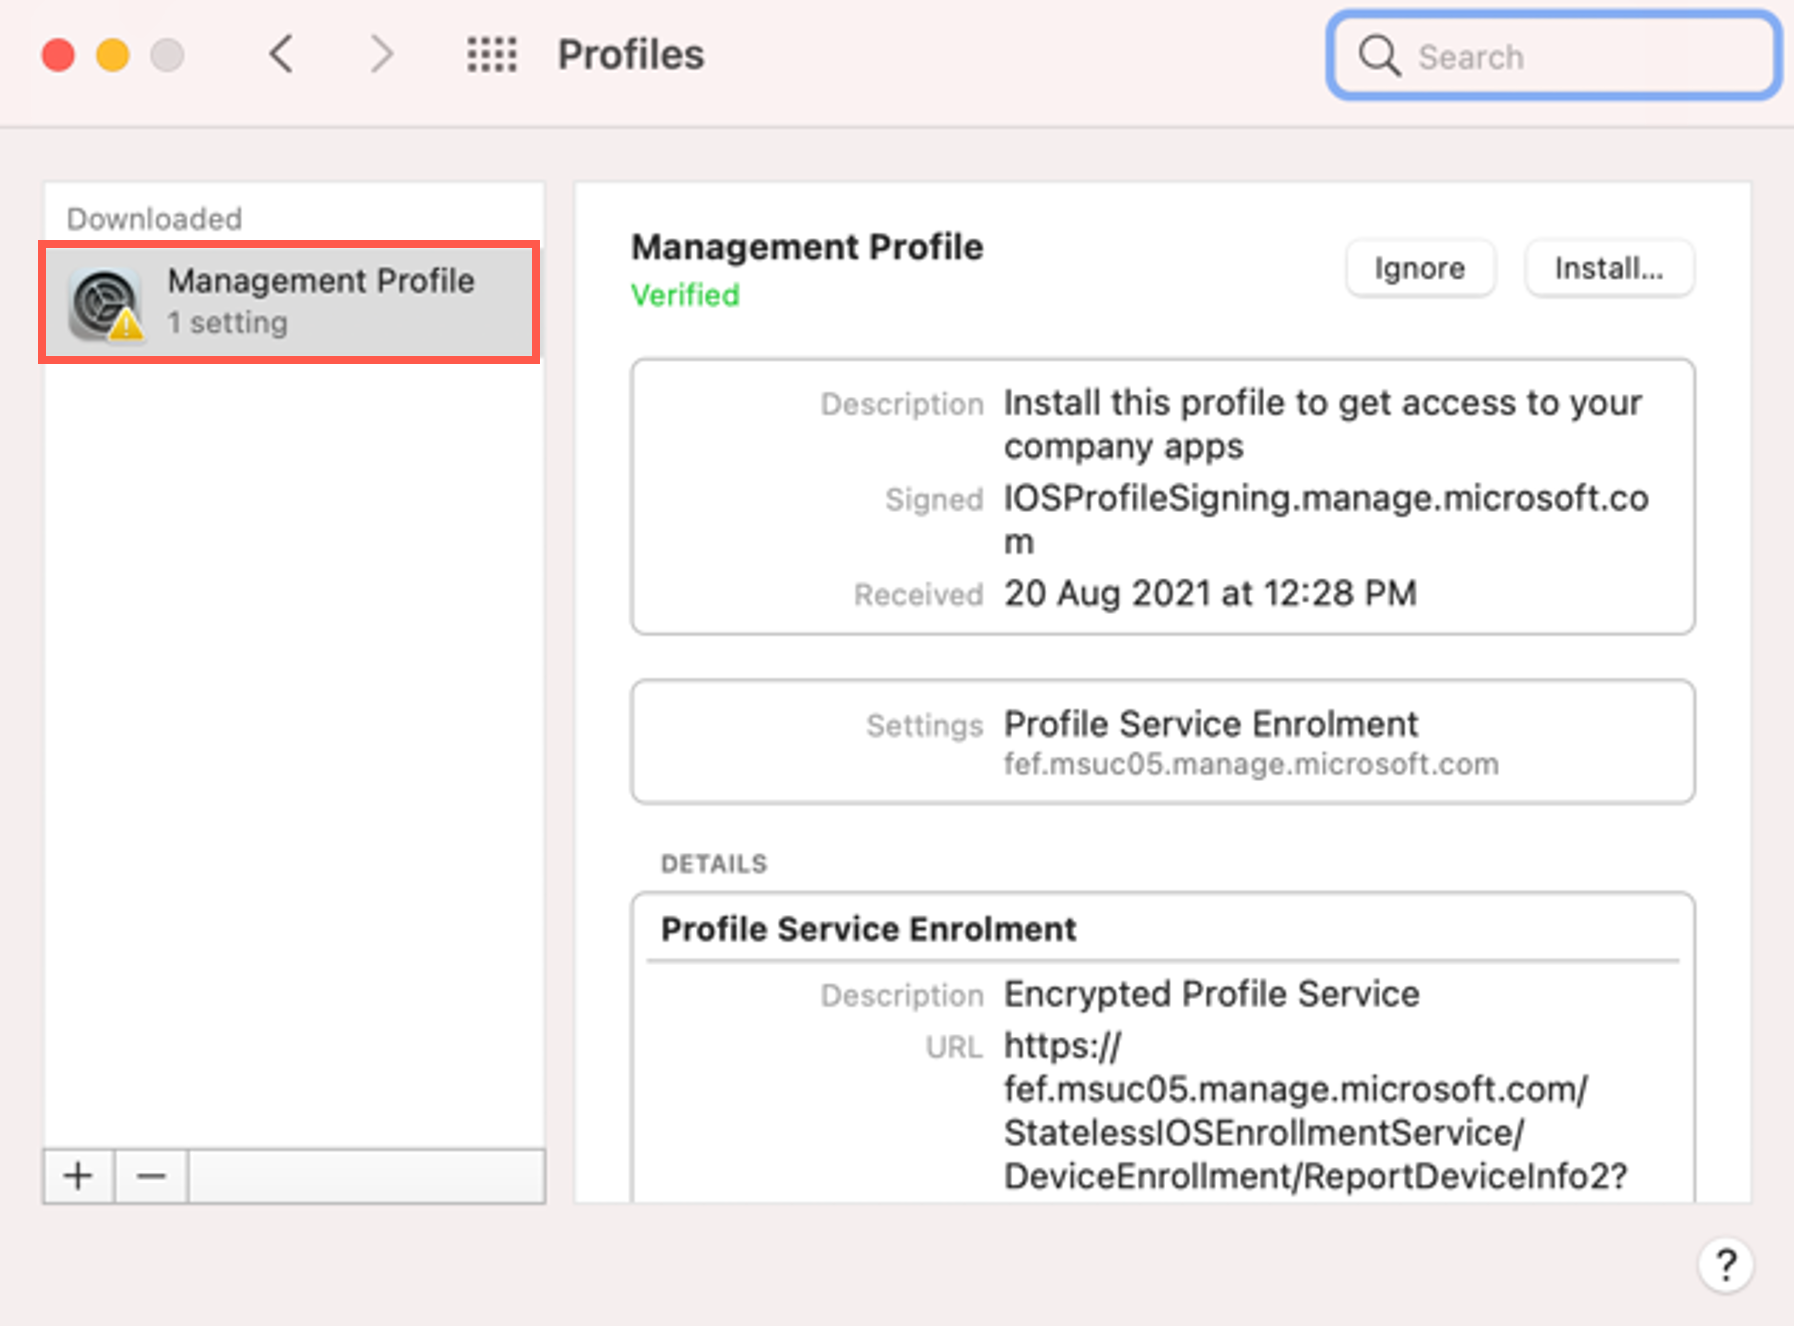 Profiles
Search
Downloaded
Management Profile
1 setting
Management Profile
Verified
Ignore
Install...
Description Install this profile to get access to your
company apps
Signed IOSProfileSigning.manage.microsoft.co
m
Received 20 Aug 2021 at 12:28 PM
Settings Profile Service Enrolment
fef.msuc05.manage.microsoft.com
DETAILS
Profile Service Enrolment
Description Encrypted Profile Service
URL https://
fef.msuc05.manage.microsoft.com/
StatelessIOSEnrollmentService/
DeviceEnrollment/ReportDeviceInfo2?
+ −
?